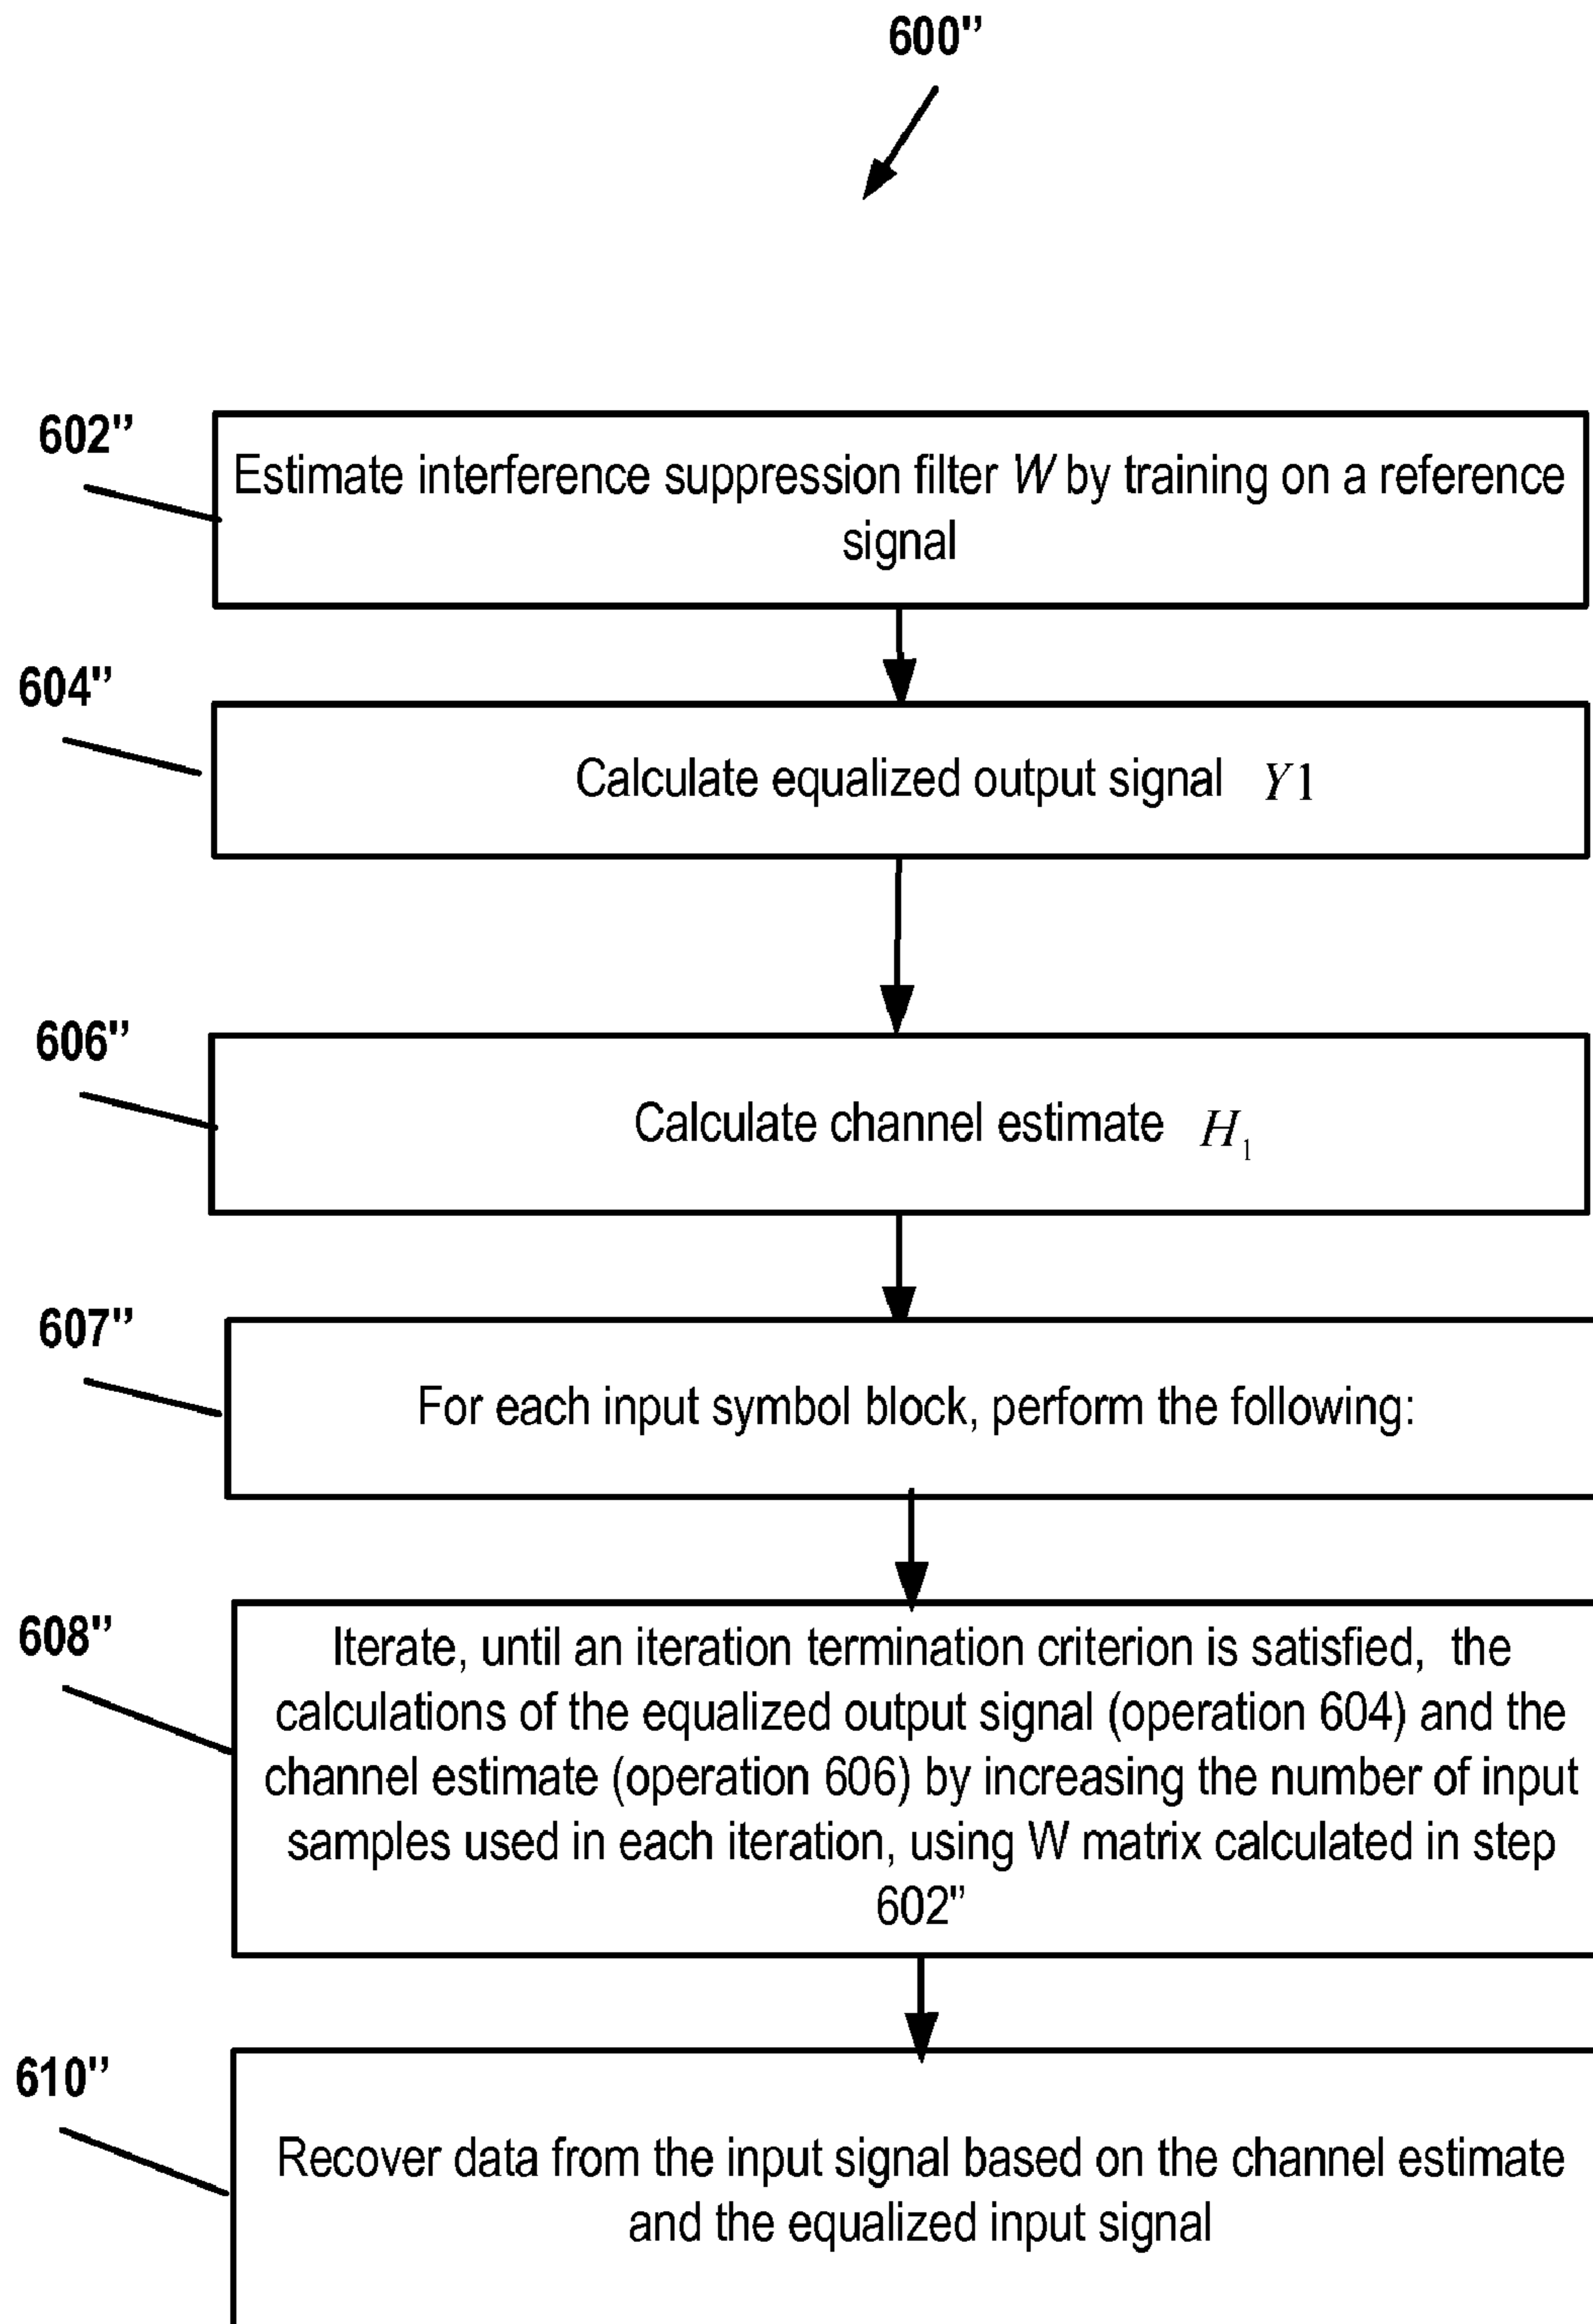 600''
602''
Estimate interference suppression filter W by training on a reference
signal
604''
Calculate equalized output signal Y1
606''
Calculate channel estimate H₁
607''
For each input symbol block, perform the following:
608''
Iterate, until an iteration termination criterion is satisfied, the
calculations of the equalized output signal (operation 604) and the
channel estimate (operation 606) by increasing the number of input
samples used in each iteration, using W matrix calculated in step
602''
610''
Recover data from the input signal based on the channel estimate
and the equalized input signal